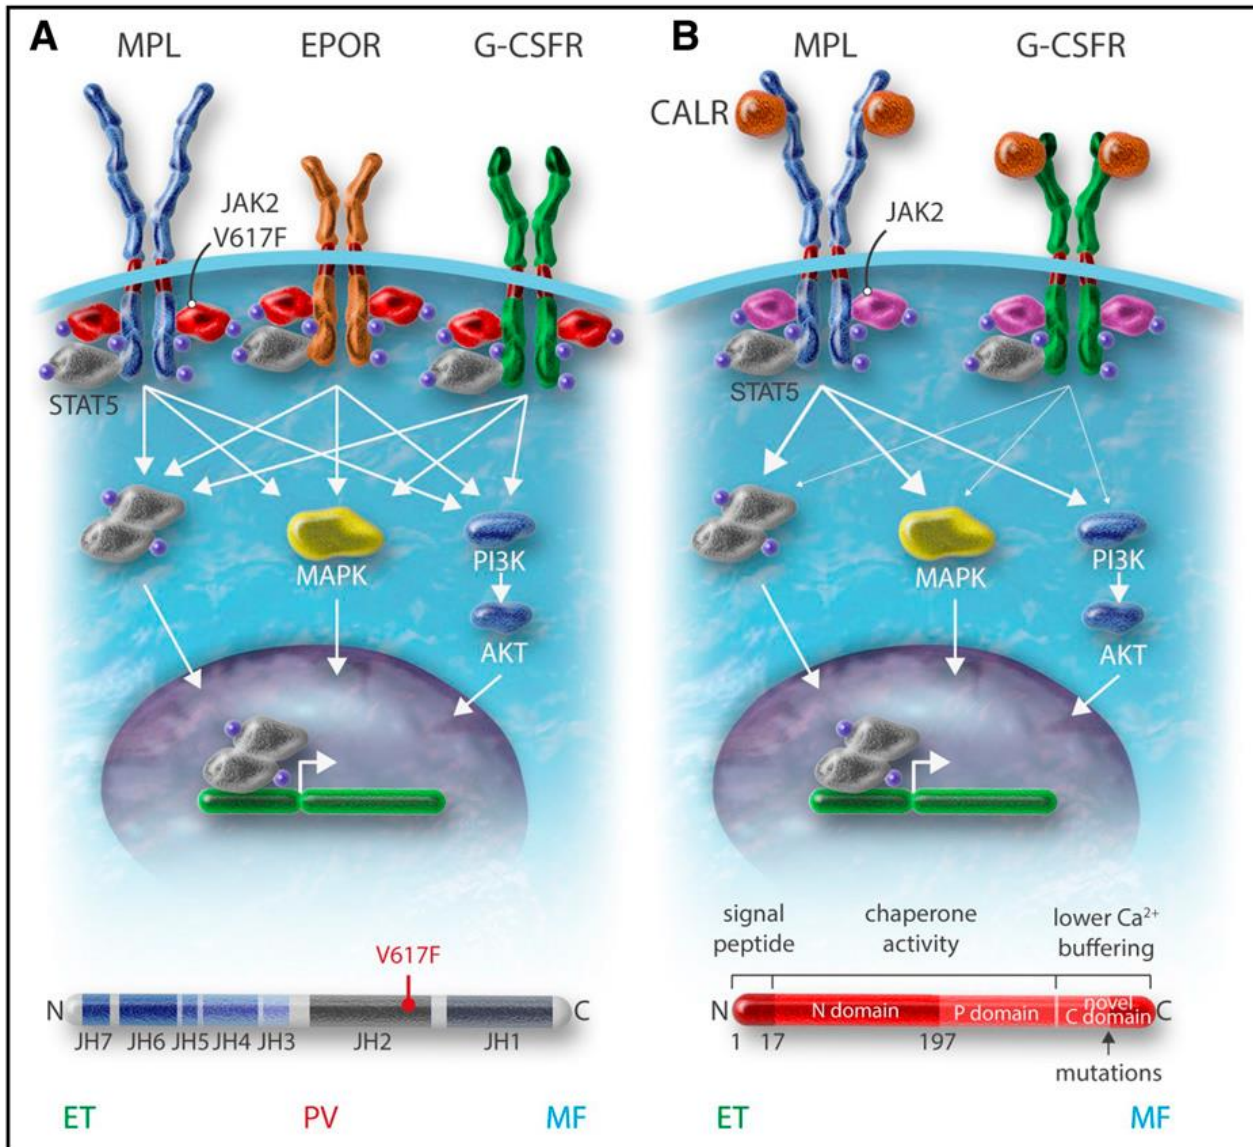 A
MPL
EPOR
G-CSFR
JAK2
V617F
STAT5
MAPK
PI3K
AKT
V617F
N
C
JH7
JH6
JH5
JH4
JH3
JH2
JH1
ET
PV
MF
B
MPL
G-CSFR
CALR
JAK2
STAT5
MAPK
PI3K
AKT
signal
peptide
chaperone
activity
lower Ca²⁺
buffering
N
N domain
P domain
novel
C domain
C
1
17
197
mutations
ET
MF